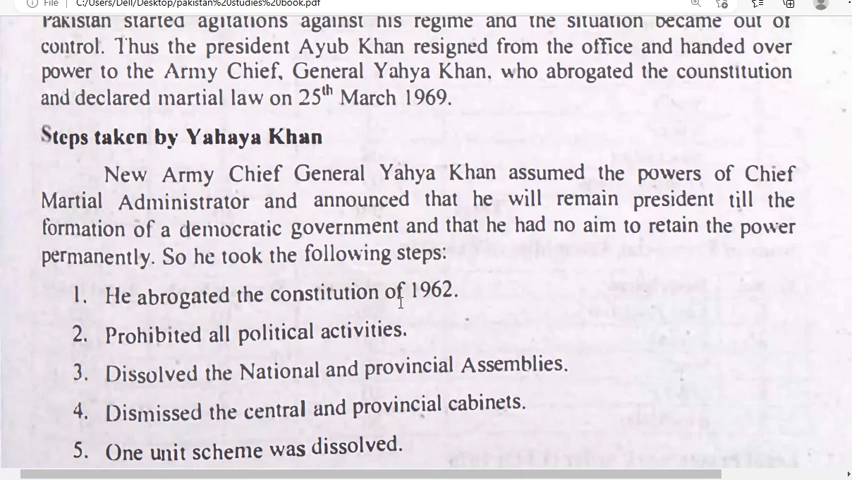 File | C:/Users/Dell/Desktop/pakistan%20studies%20book.pdf
Pakistan started agitations against his regime and the situation became out of
control. Thus the president Ayub Khan resigned from the office and handed over
power to the Army Chief, General Yahya Khan, who abrogated the counstitution
and declared martial law on 25th March 1969.
Steps taken by Yahaya Khan
New Army Chief General Yahya Khan assumed the powers of Chief
Martial Administrator and announced that he will remain president till the
formation of a democratic government and that he had no aim to retain the power
permanently. So he took the following steps:
1. He abrogated the constitution of 1962.
2. Prohibited all political activities.
3. Dissolved the National and provincial Assemblies.
4. Dismissed the central and provincial cabinets.
5. One unit scheme was dissolved.